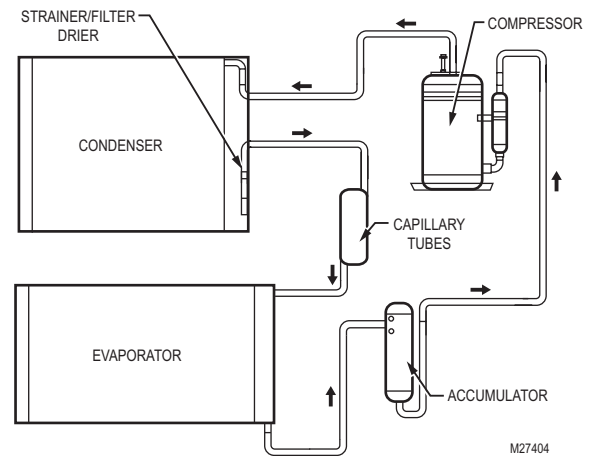 STRAINER/FILTER
DRIER
COMPRESSOR
CONDENSER
CAPILLARY
TUBES
EVAPORATOR
ACCUMULATOR
M27404